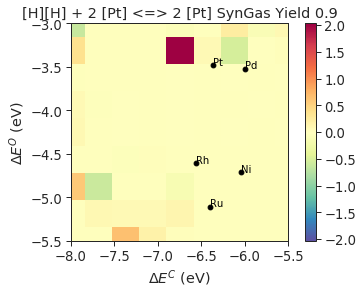 [H][H] + 2 [Pt] <=> 2 [Pt] SynGas Yield 0.9
−3.0
−3.5
−4.0
−4.5
−5.0
−5.5
ΔE^O (eV)
Pt
Pd
Rh
Ni
Ru
−8.0 −7.5 −7.0 −6.5 −6.0 −5.5
ΔE^C (eV)
2.0
1.5
1.0
0.5
0.0
−0.5
−1.0
−1.5
−2.0